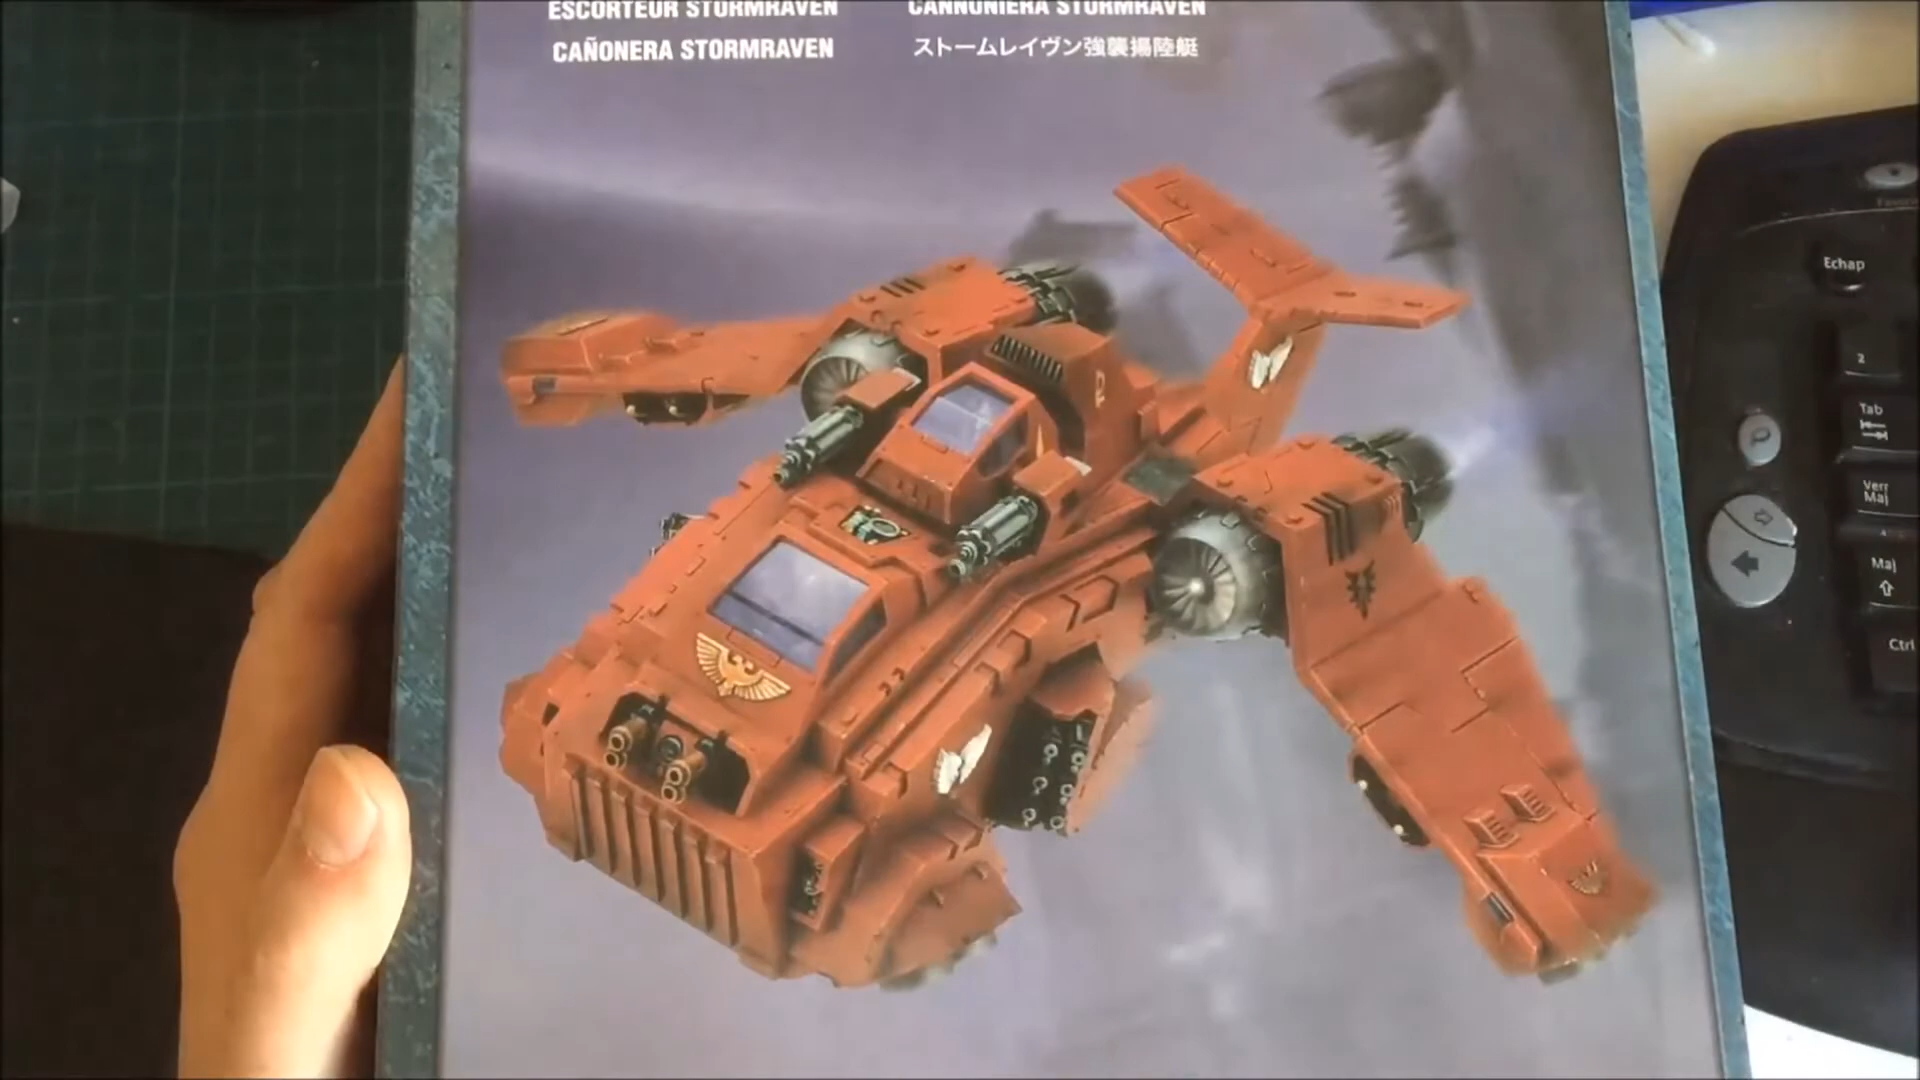 ESCORTEUR STORMRAVEN
CANNONIERA STORMRAVEN
CAÑONERA STORMRAVEN
ストームレイヴン強襲揚陸艇
Echap
2
Tab
Verr
Maj
Maj
Ctrl